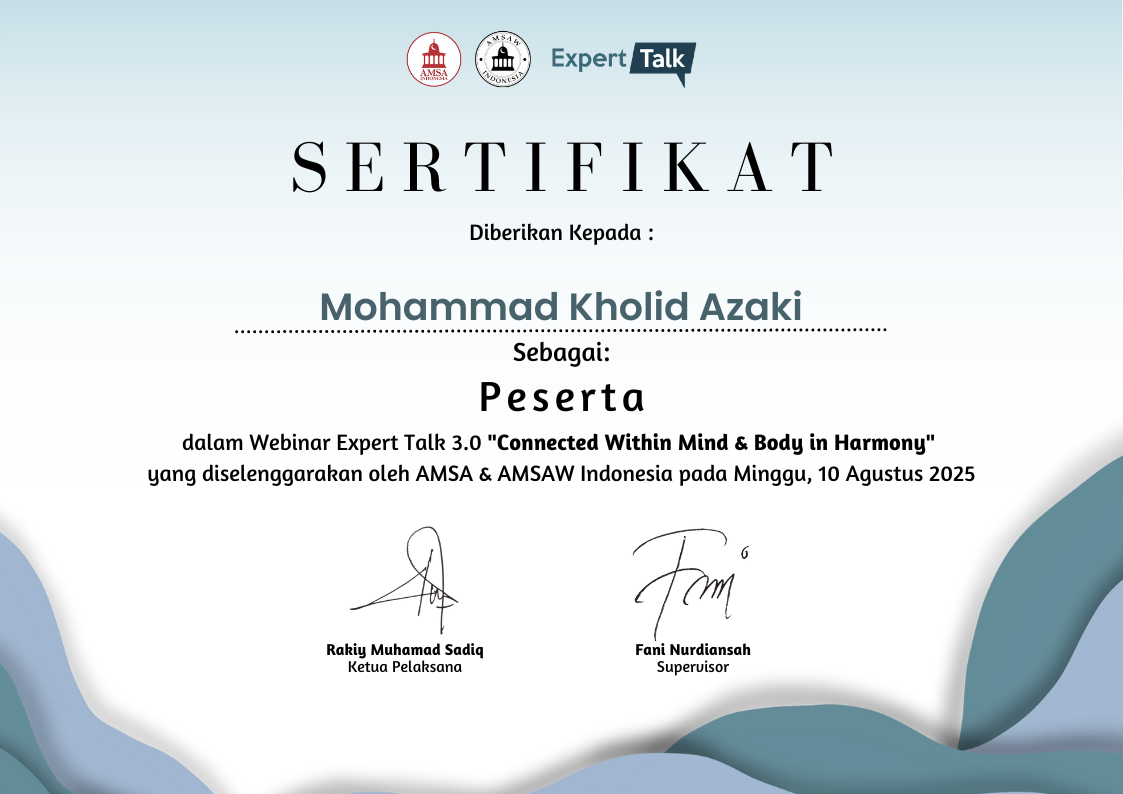 AMSA
INDONESIA
AMSAW
INDONESIA
Expert Talk
SERTIFIKAT
Diberikan Kepada :
Mohammad Kholid Azaki
Sebagai:
Peserta
dalam Webinar Expert Talk 3.0 "Connected Within Mind & Body in Harmony"
yang diselenggarakan oleh AMSA & AMSAW Indonesia pada Minggu, 10 Agustus 2025
Rakiy Muhamad Sadiq
Fani Nurdiansah
Ketua Pelaksana
Supervisor